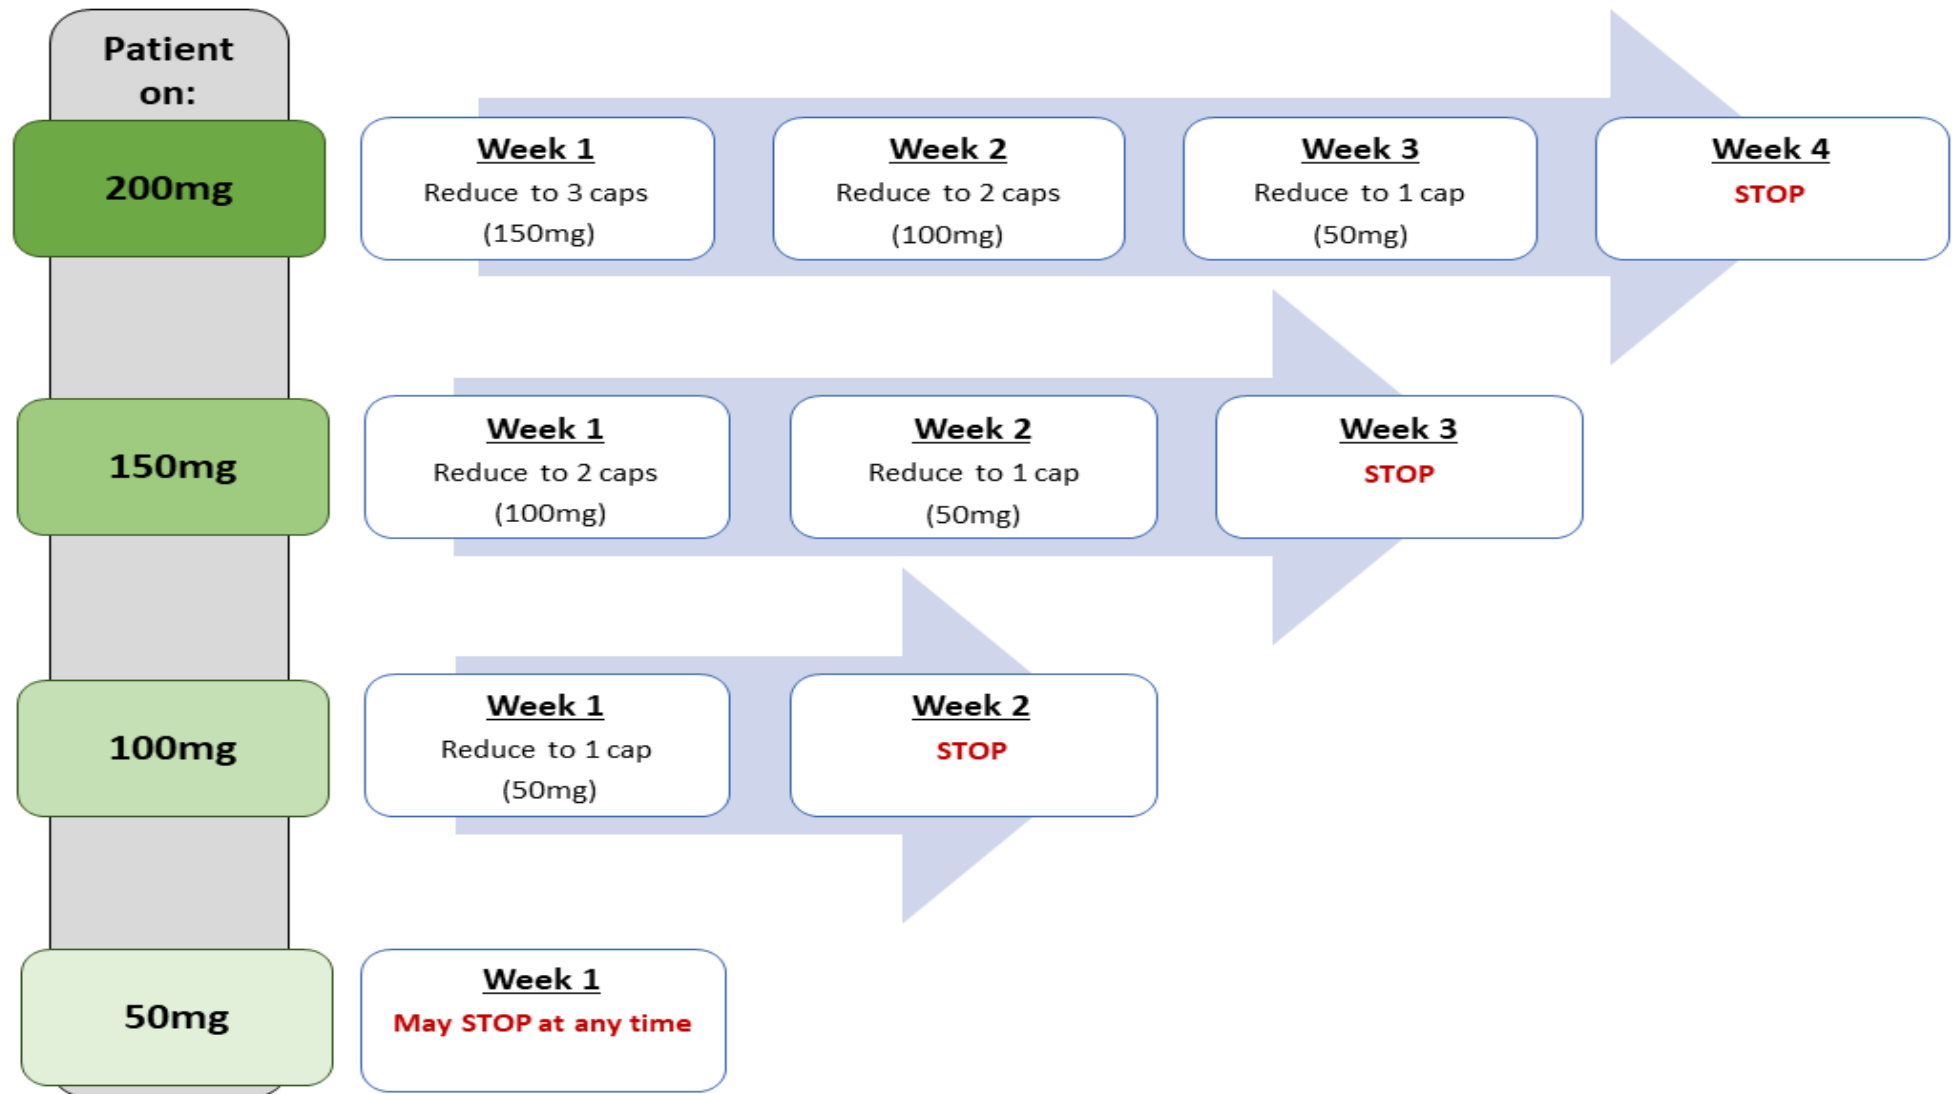 Patient
on:
200mg
Week 1
Reduce to 3 caps
(150mg)
Week 2
Reduce to 2 caps
(100mg)
Week 3
Reduce to 1 cap
(50mg)
Week 4
STOP
150mg
Week 1
Reduce to 2 caps
(100mg)
Week 2
Reduce to 1 cap
(50mg)
Week 3
STOP
100mg
Week 1
Reduce to 1 cap
(50mg)
Week 2
STOP
50mg
Week 1
May STOP at any time